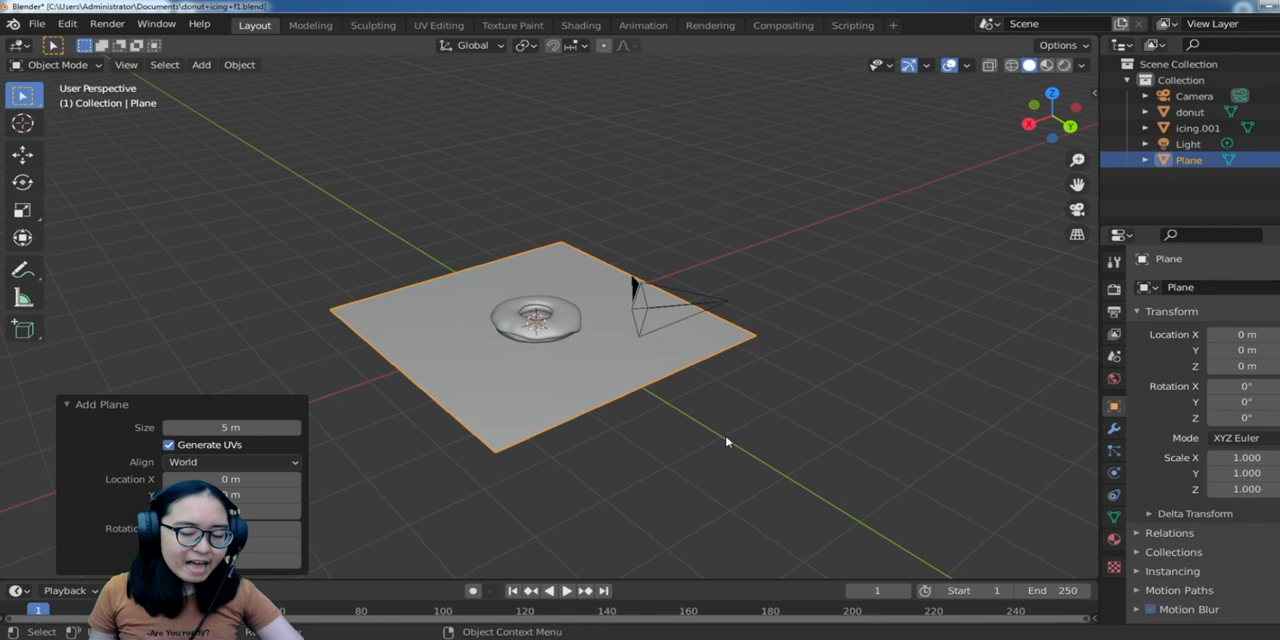 Blender* [C:\Users\Administrator\Documents\donut+icing+f1.blend]
File Edit Render Window Help Layout Modeling Sculpting UV Editing Texture Paint Shading Animation Rendering Compositing Scripting + Scene View Layer
Global Options
Object Mode View Select Add Object
User Perspective
(1) Collection | Plane
Z
X
Y
Scene Collection
Collection
Camera
donut
icing.001
Light
Plane
Plane
Plane
Transform
Location X 0 m
Y 0 m
Z 0 m
Rotation X 0°
Y 0°
Z 0°
Mode XYZ Euler
Scale X 1.000
Y 1.000
Z 1.000
Delta Transform
Relations
Collections
Instancing
Motion Paths
Motion Blur
Add Plane
Size 5 m
Generate UVs
Align World
Location X 0 m
m
Playback 1 Start 1 End 250
1 80 100 120 140 160 180 200 220 240
Select Object Context Menu
-Are You ready?